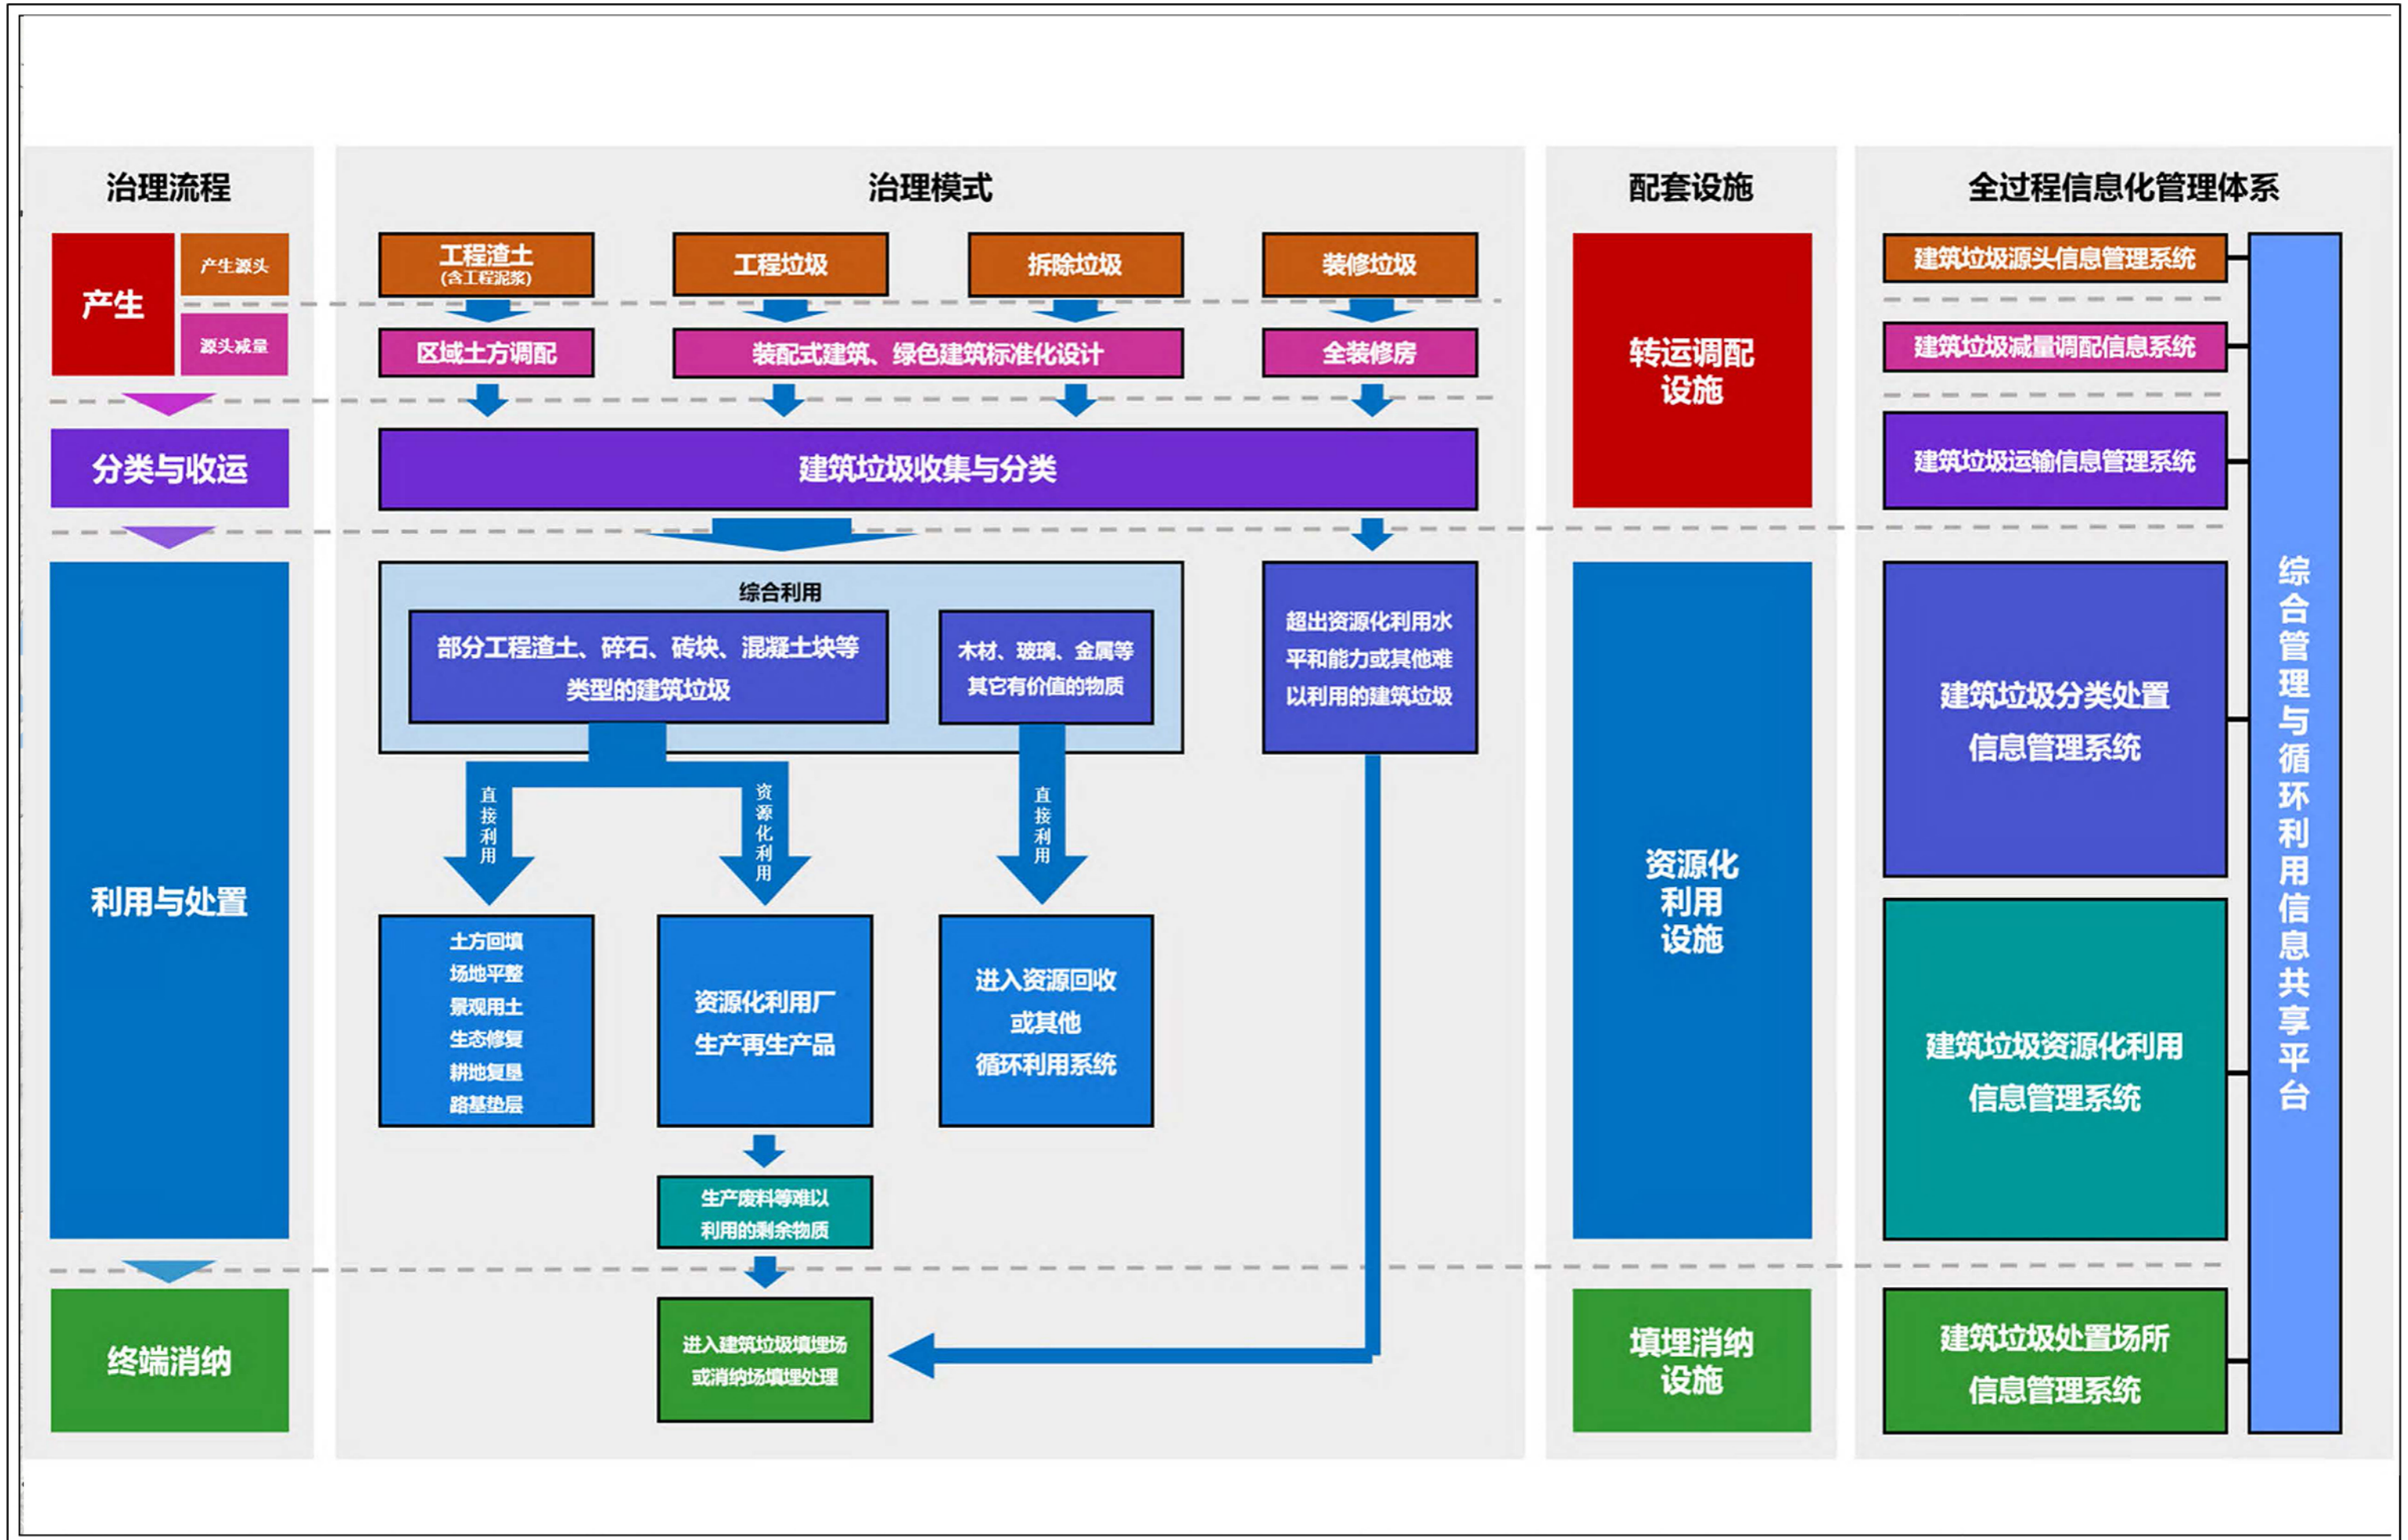 治理流程
治理模式
配套设施
全过程信息化管理体系
产生
产生源头
源头减量
工程渣土
(含工程泥浆)
工程垃圾
拆除垃圾
装修垃圾
区域土方调配
装配式建筑、绿色建筑标准化设计
全装修房
转运调配
设施
建筑垃圾源头信息管理系统
建筑垃圾减量调配信息系统
分类与收运
建筑垃圾收集与分类
建筑垃圾运输信息管理系统
利用与处置
综合利用
部分工程渣土、碎石、砖块、混凝土块等
类型的建筑垃圾
木材、玻璃、金属等
其它有价值的物质
超出资源化利用水
平和能力或其他难
以利用的建筑垃圾
直接利用
资源化利用
直接利用
土方回填
场地平整
景观用土
生态修复
耕地复垦
路基垫层
资源化利用厂
生产再生产品
进入资源回收
或其他
循环利用系统
生产废料等难以
利用的剩余物质
资源化
利用
设施
建筑垃圾分类处置
信息管理系统
建筑垃圾资源化利用
信息管理系统
终端消纳
进入建筑垃圾填埋场
或消纳场填埋处理
填埋消纳
设施
建筑垃圾处置场所
信息管理系统
综合管理与循环利用信息共享平台